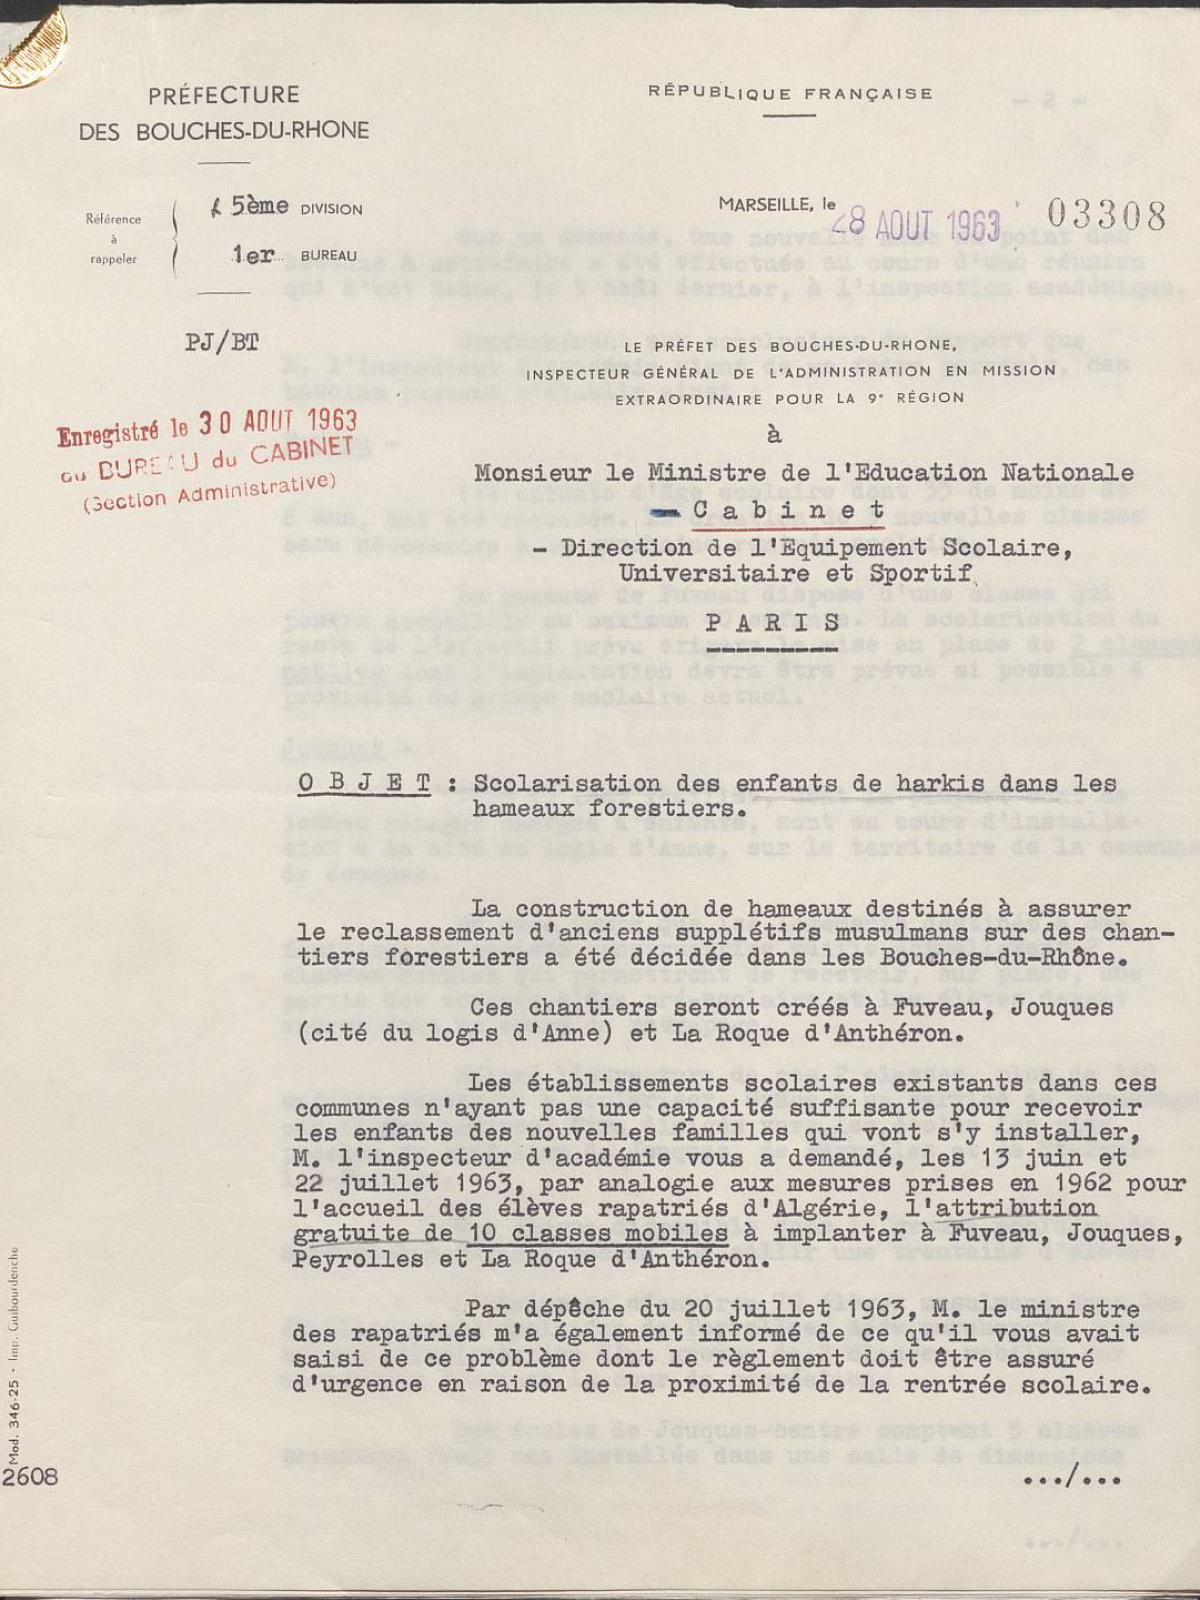 PRÉFECTURE
DES BOUCHES-DU-RHONE
RÉPUBLIQUE FRANÇAISE
Référence
à
rappeler
5ème DIVISION
1er BUREAU
MARSEILLE, le 28 AOUT 1963 03308
PJ/BT
Enregistré le 30 AOUT 1963
au BUREAU du CABINET
(Section Administrative)
LE PRÉFET DES BOUCHES-DU-RHONE,
INSPECTEUR GÉNÉRAL DE L'ADMINISTRATION EN MISSION
EXTRAORDINAIRE POUR LA 9e RÉGION
à
Monsieur le Ministre de l'Education Nationale
- C a b i n e t
- Direction de l'Equipement Scolaire,
Universitaire et Sportif
P A R I S
O B J E T : Scolarisation des enfants de harkis dans les
hameaux forestiers.
La construction de hameaux destinés à assurer
le reclassement d'anciens supplétifs musulmans sur des chan-
tiers forestiers a été décidée dans les Bouches-du-Rhône.
Ces chantiers seront créés à Fuveau, Jouques
(cité du logis d'Anne) et La Roque d'Anthéron.
Les établissements scolaires existants dans ces
communes n'ayant pas une capacité suffisante pour recevoir
les enfants des nouvelles familles qui vont s'y installer,
M. l'inspecteur d'académie vous a demandé, les 13 juin et
22 juillet 1963, par analogie aux mesures prises en 1962 pour
l'accueil des élèves rapatriés d'Algérie, l'attribution
gratuite de 10 classes mobiles à implanter à Fuveau, Jouques,
Peyrolles et La Roque d'Anthéron.
Par dépêche du 20 juillet 1963, M. le ministre
des rapatriés m'a également informé de ce qu'il vous avait
saisi de ce problème dont le règlement doit être assuré
d'urgence en raison de la proximité de la rentrée scolaire.
Mod. 346-25 - Imp. Guibourdenche
2608
.../...